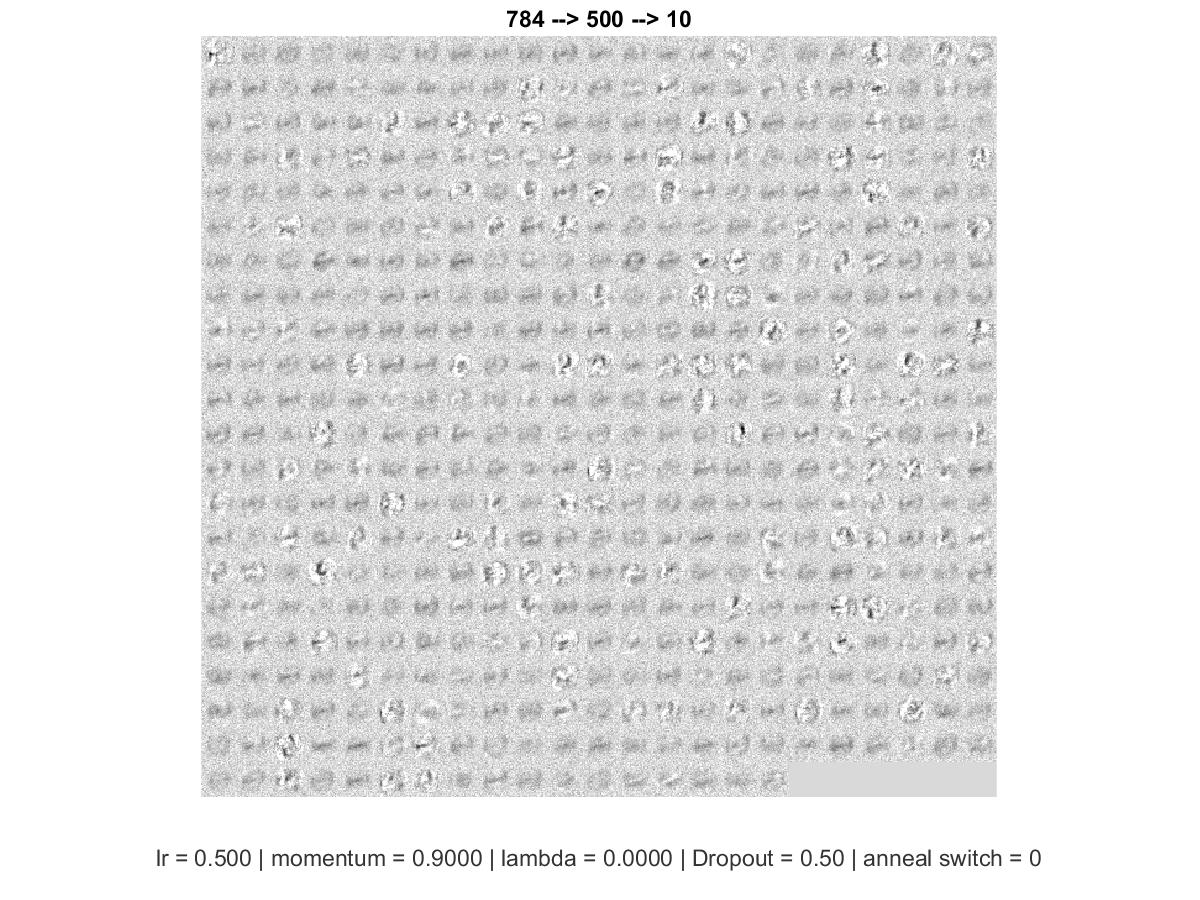 784 --> 500 --> 10
lr = 0.500 | momentum = 0.9000 | lambda = 0.0000 | Dropout = 0.50 | anneal switch = 0